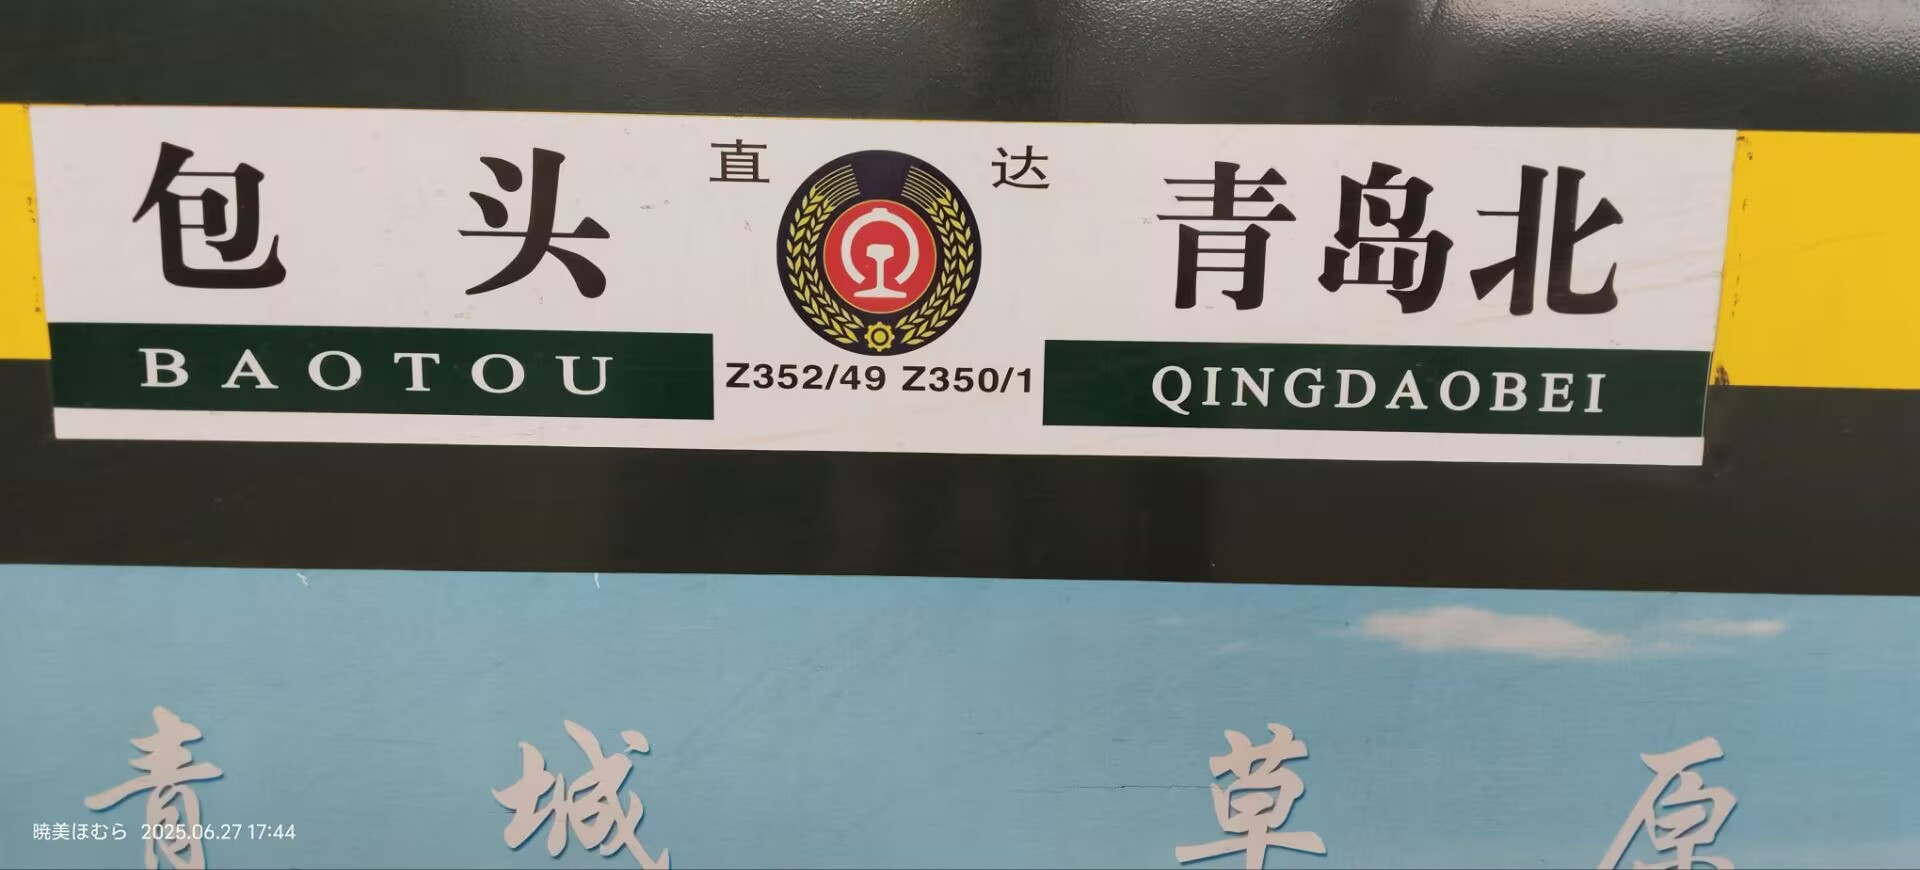 包头 直达 青岛北
BAOTOU Z352/49 Z350/1 QINGDAOBEI
青城 草原
暁美ほむら 2025.06.27 17:44